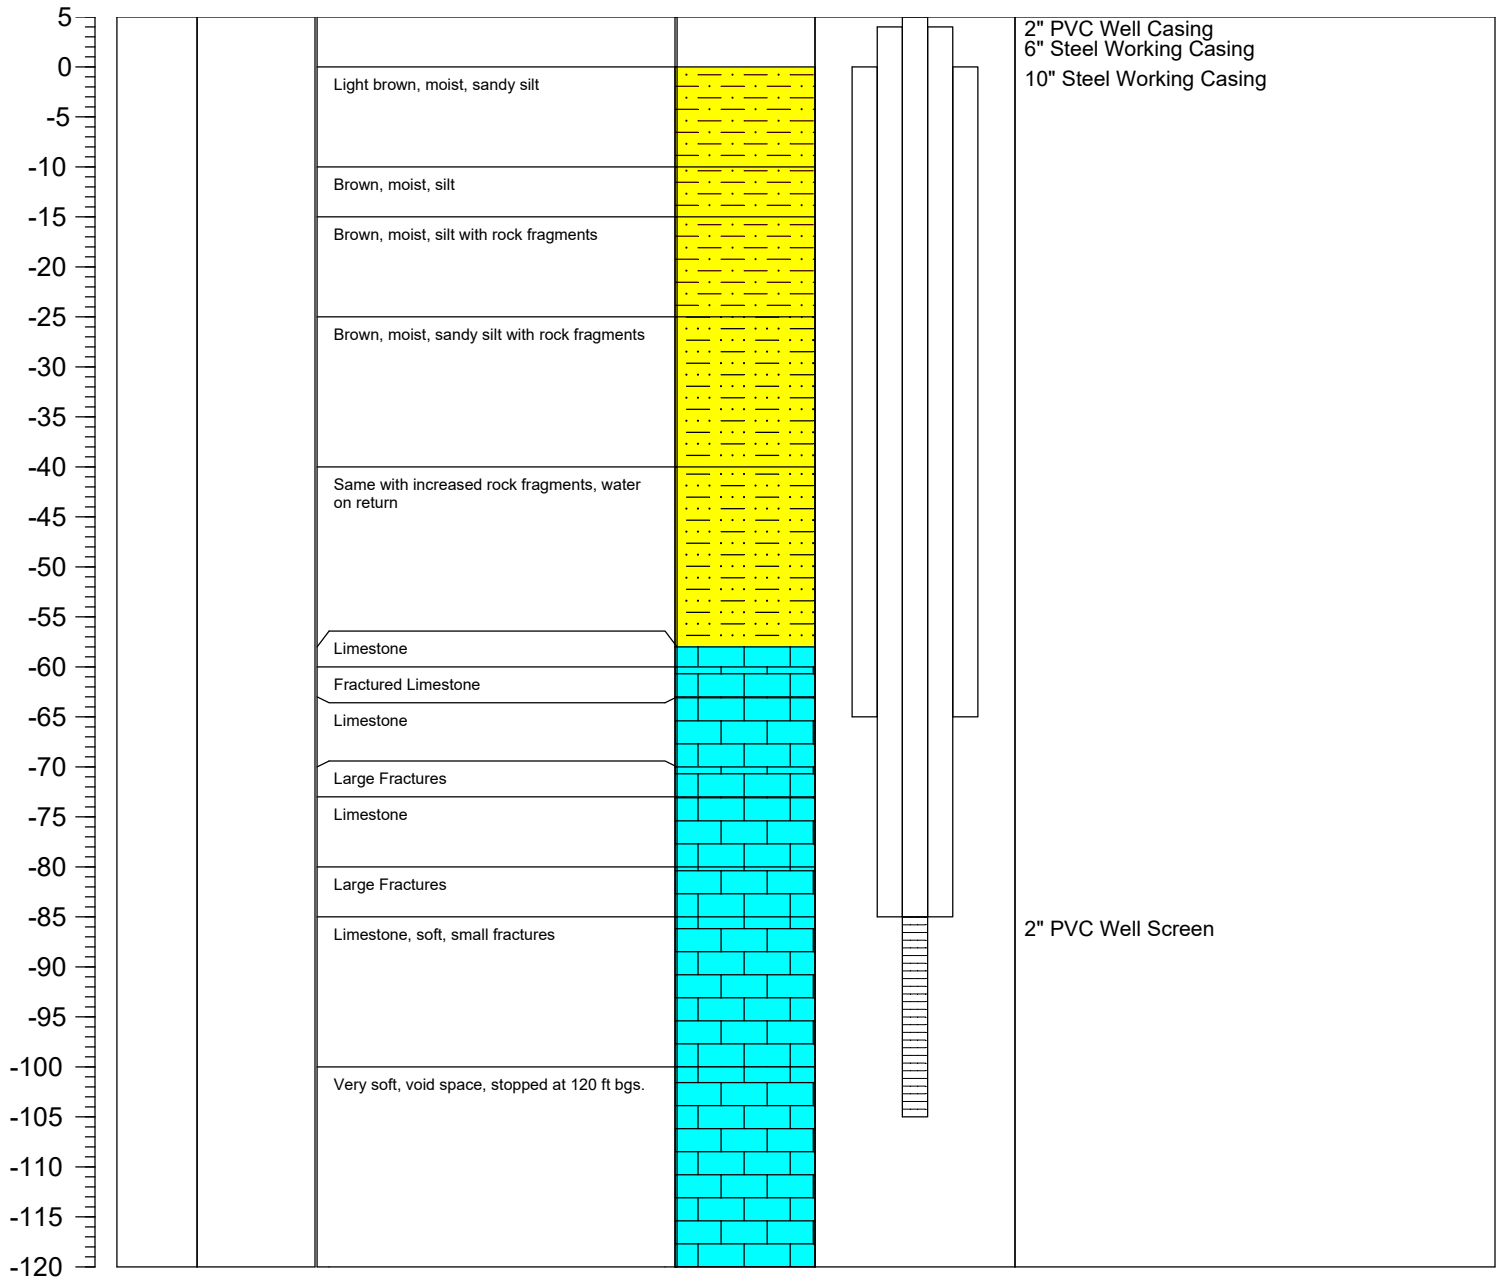 5
2" PVC Well Casing
6" Steel Working Casing
0
10" Steel Working Casing
Light brown, moist, sandy silt
-5
-10
Brown, moist, silt
-15
Brown, moist, silt with rock fragments
-20
-25
Brown, moist, sandy silt with rock fragments
-30
-35
-40
Same with increased rock fragments, water
on return
-45
-50
-55
Limestone
-60
Fractured Limestone
-65
Limestone
-70
Large Fractures
-75
Limestone
-80
Large Fractures
-85
2" PVC Well Screen
Limestone, soft, small fractures
-90
-95
-100
Very soft, void space, stopped at 120 ft bgs.
-105
-110
-115
-120